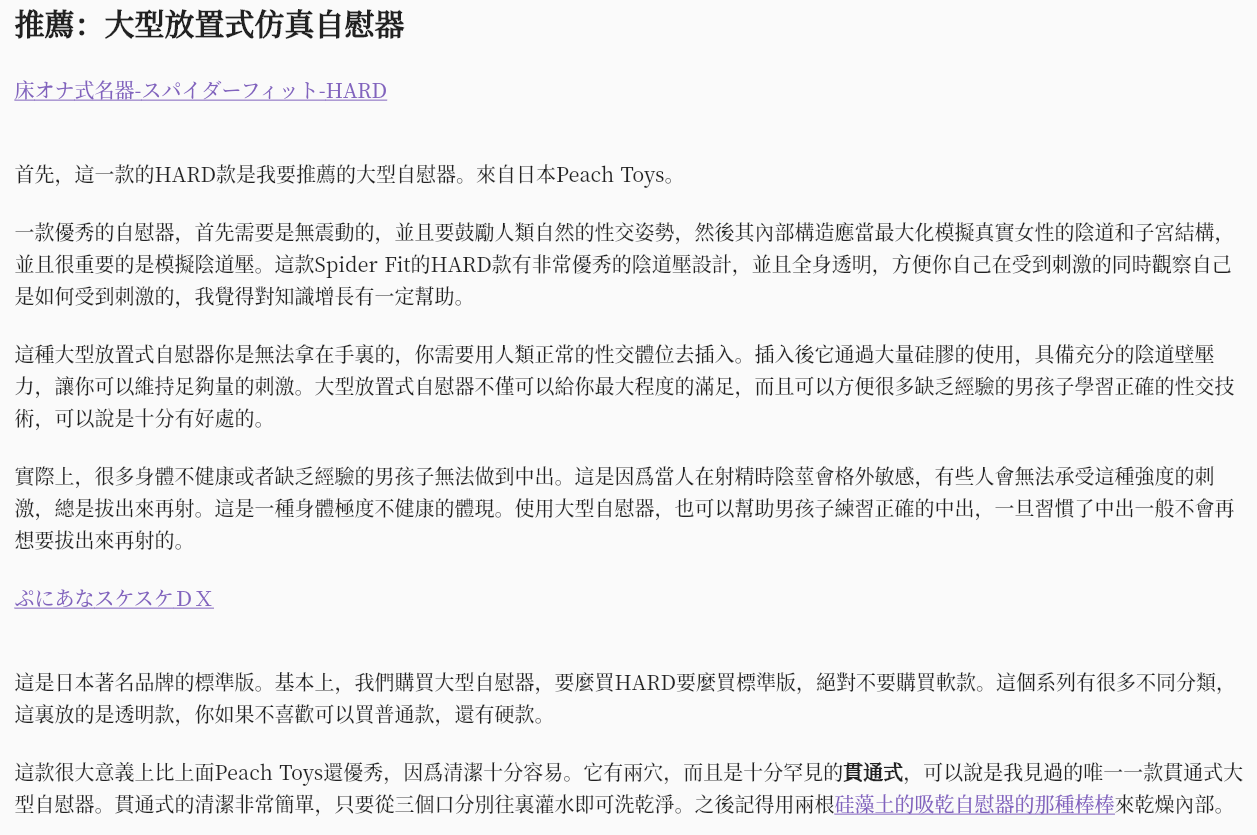 推薦：大型放置式仿真自慰器
床オナ式名器-スパイダーフィット-HARD
首先，這一款的HARD款是我要推薦的大型自慰器。來自日本Peach Toys。
一款優秀的自慰器，首先需要是無震動的，並且要鼓勵人類自然的性交姿勢，然後其內部構造應當最大化模擬真實女性的陰道和子宮結構，
並且很重要的是模擬陰道壓。這款Spider Fit的HARD款有非常優秀的陰道壓設計，並且全身透明，方便你自己在受到刺激的同時觀察自己
是如何受到刺激的，我覺得對知識增長有一定幫助。
這種大型放置式自慰器你是無法拿在手裏的，你需要用人類正常的性交體位去插入。插入後它通過大量硅膠的使用，具備充分的陰道壁壓
力，讓你可以維持足夠量的刺激。大型放置式自慰器不僅可以給你最大程度的滿足，而且可以方便很多缺乏經驗的男孩子學習正確的性交技
術，可以說是十分有好處的。
實際上，很多身體不健康或者缺乏經驗的男孩子無法做到中出。這是因爲當人在射精時陰莖會格外敏感，有些人會無法承受這種強度的刺
激，總是拔出來再射。這是一種身體極度不健康的體現。使用大型自慰器，也可以幫助男孩子練習正確的中出，一旦習慣了中出一般不會再
想要拔出來再射的。
ぷにあなスケスケＤＸ
這是日本著名品牌的標準版。基本上，我們購買大型自慰器，要麼買HARD要麼買標準版，絕對不要購買軟款。這個系列有很多不同分類，
這裏放的是透明款，你如果不喜歡可以買普通款，還有硬款。
這款很大意義上比上面Peach Toys還優秀，因爲清潔十分容易。它有兩穴，而且是十分罕見的貫通式，可以說是我見過的唯一一款貫通式大
型自慰器。貫通式的清潔非常簡單，只要從三個口分別往裏灌水即可洗乾淨。之後記得用兩根硅藻土的吸乾自慰器的那種棒棒來乾燥內部。